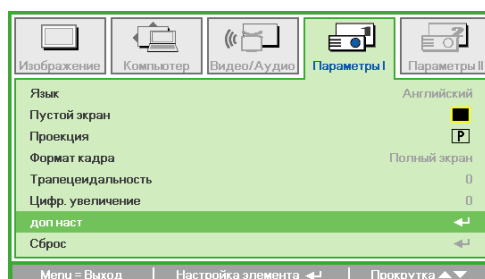 Изображение Компьютер Видео/Аудио Параметры I Параметры II
Язык Английский
Пустой экран
Проекция P
Формат кадра Полный экран
Трапецеидальность 0
Цифр. увеличение 0
доп наст
Сброс
Menu = Выход | Настройка элемента | Прокрутка